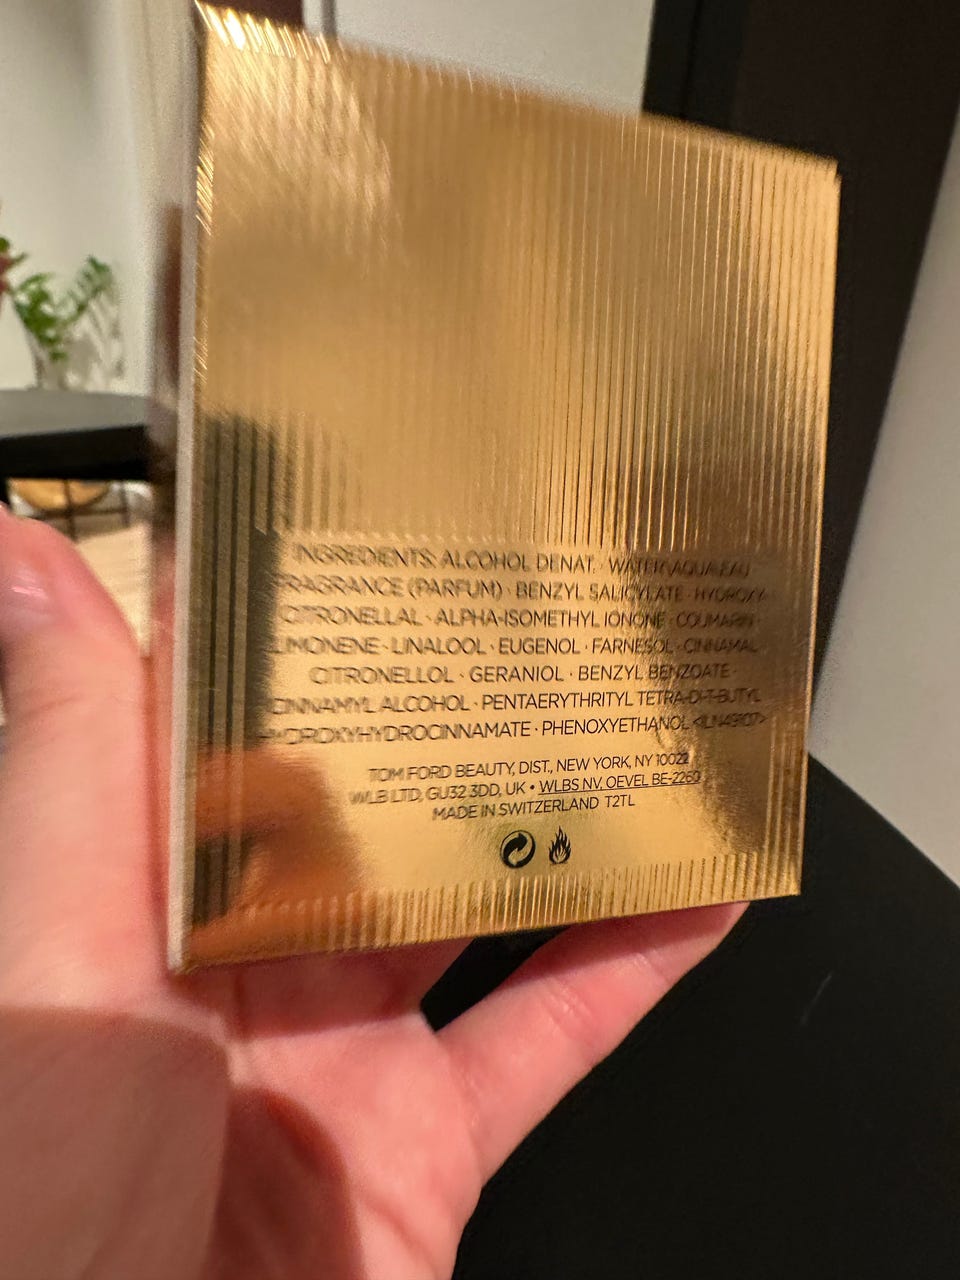 INGREDIENTS: ALCOHOL DENAT. · WATER\AQUA\EAU ·
FRAGRANCE (PARFUM) · BENZYL SALICYLATE · HYDROXY-
CITRONELLAL · ALPHA-ISOMETHYL IONONE · COUMARIN ·
LIMONENE · LINALOOL · EUGENOL · FARNESOL · CINNAMAL ·
CITRONELLOL · GERANIOL · BENZYL BENZOATE ·
CINNAMYL ALCOHOL · PENTAERYTHRITYL TETRA-DI-T-BUTYL
HYDROXYHYDROCINNAMATE · PHENOXYETHANOL <ILN49107>
TOM FORD BEAUTY, DIST., NEW YORK, NY 10022
WLB LTD, GU32 3DD, UK • WLBS NV, OEVEL BE-2260
MADE IN SWITZERLAND T2TL